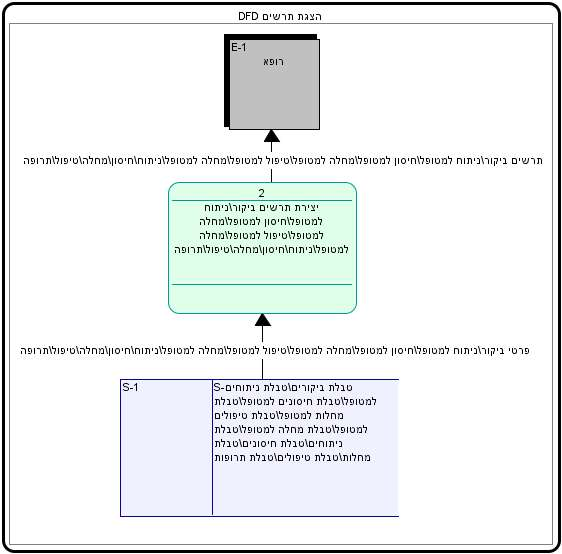 הצגת תרשים DFD
E-1
רופא
תרשים ביקור\ניתוח למטופל\חיסון למטופל\מחלה למטופל\טיפול למטופל\מחלה למטופל\ניתוח\חיסון\מחלה\טיפול\תרופה
2
יצירת תרשים ביקור\ניתוח
למטופל\חיסון למטופל\מחלה
למטופל\טיפול למטופל\מחלה
למטופל\ניתוח\חיסון\מחלה\טיפול\תרופה
פרטי ביקור\ניתוח למטופל\חיסון למטופל\מחלה למטופל\טיפול למטופל\מחלה למטופל\ניתוח\חיסון\מחלה\טיפול\תרופה
S-1
S-טבלת ביקורים\טבלת ניתוחים
למטופל\טבלת חיסונים למטופל\טבלת
מחלות למטופל\טבלת טיפולים
למטופל\טבלת מחלה למטופל\טבלת
ניתוחים\טבלת חיסונים\טבלת
מחלות\טבלת טיפולים\טבלת תרופות